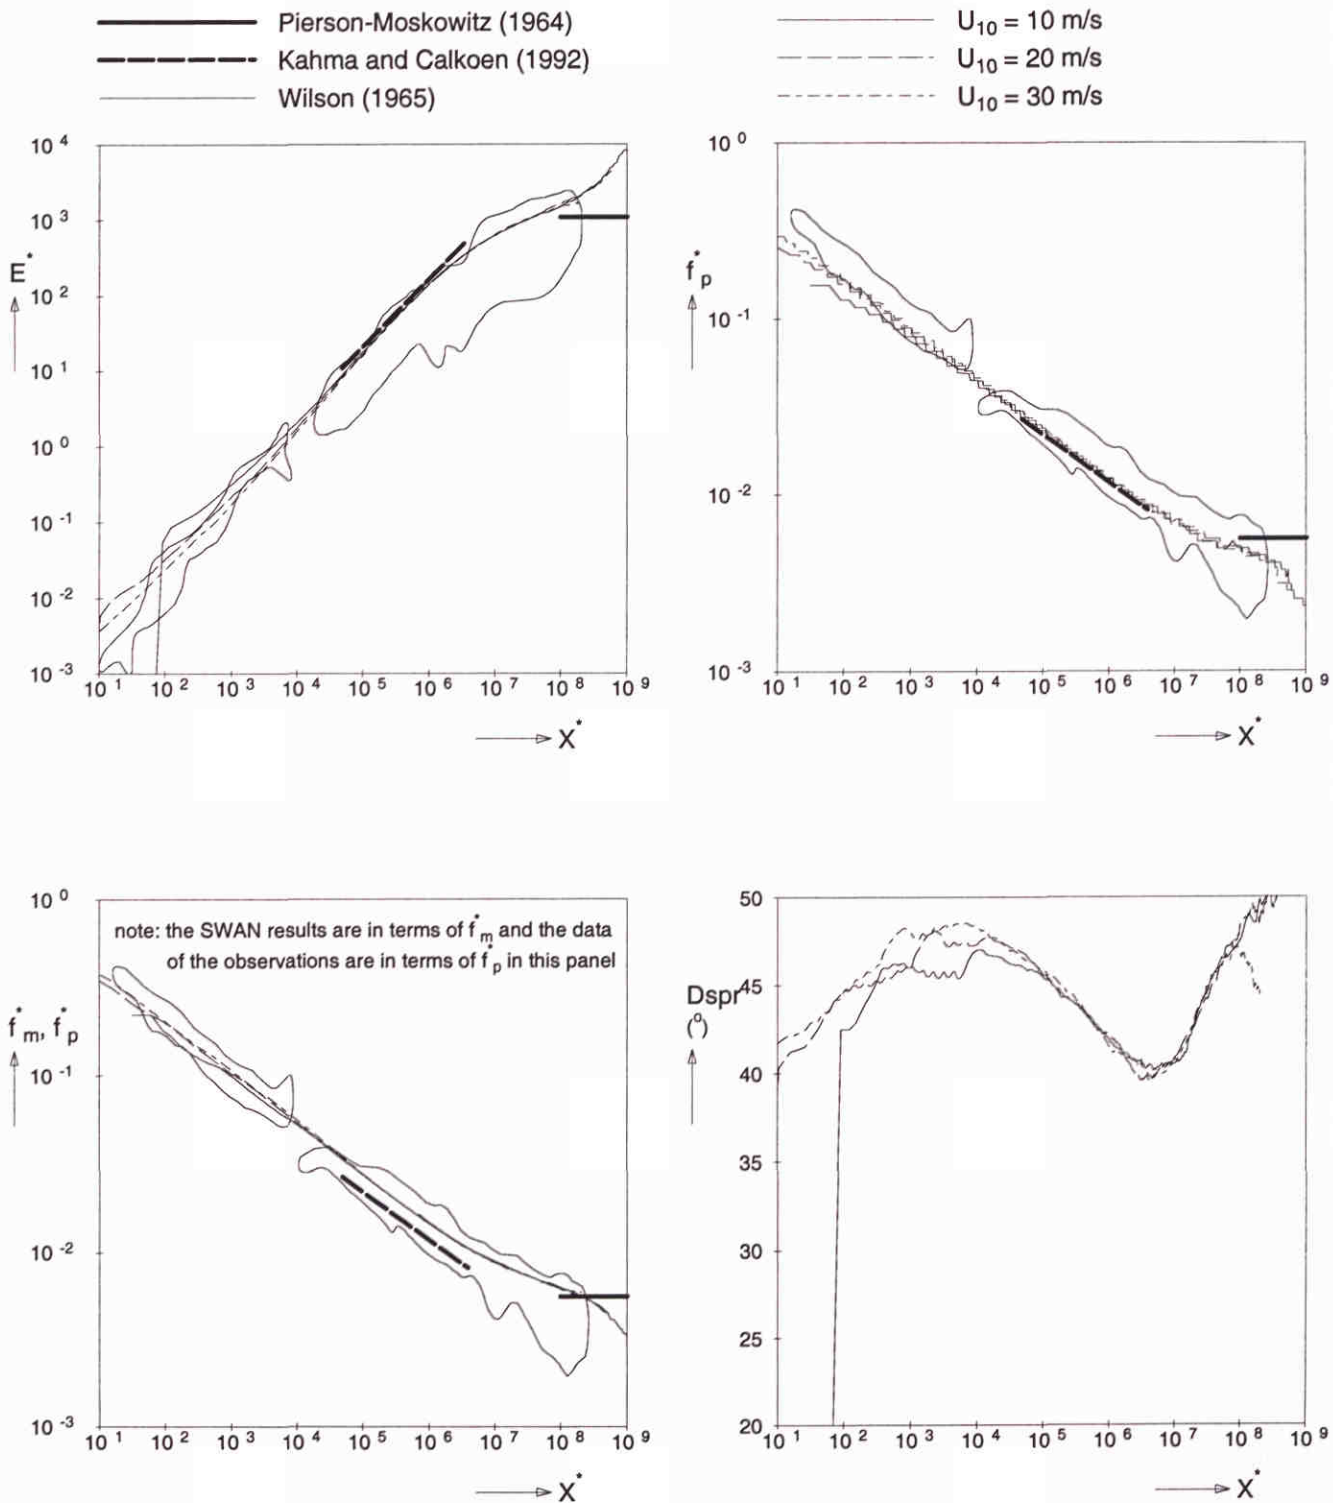 Pierson-Moskowitz (1964)
Kahma and Calkoen (1992)
Wilson (1965)
U10 = 10 m/s
U10 = 20 m/s
U10 = 30 m/s
10 4
10 3
10 2
10 1
10 0
10 -1
10 -2
10 -3
E*
10 1 10 2 10 3 10 4 10 5 10 6 10 7 10 8 10 9
X*
10 0
10 -1
10 -2
10 -3
f*p
10 1 10 2 10 3 10 4 10 5 10 6 10 7 10 8 10 9
X*
note: the SWAN results are in terms of f*m and the data
of the observations are in terms of f*p in this panel
10 0
10 -1
10 -2
10 -3
f*m, f*p
10 1 10 2 10 3 10 4 10 5 10 6 10 7 10 8 10 9
X*
50
45
40
35
30
25
20
Dspr
(°)
10 1 10 2 10 3 10 4 10 5 10 6 10 7 10 8 10 9
X*